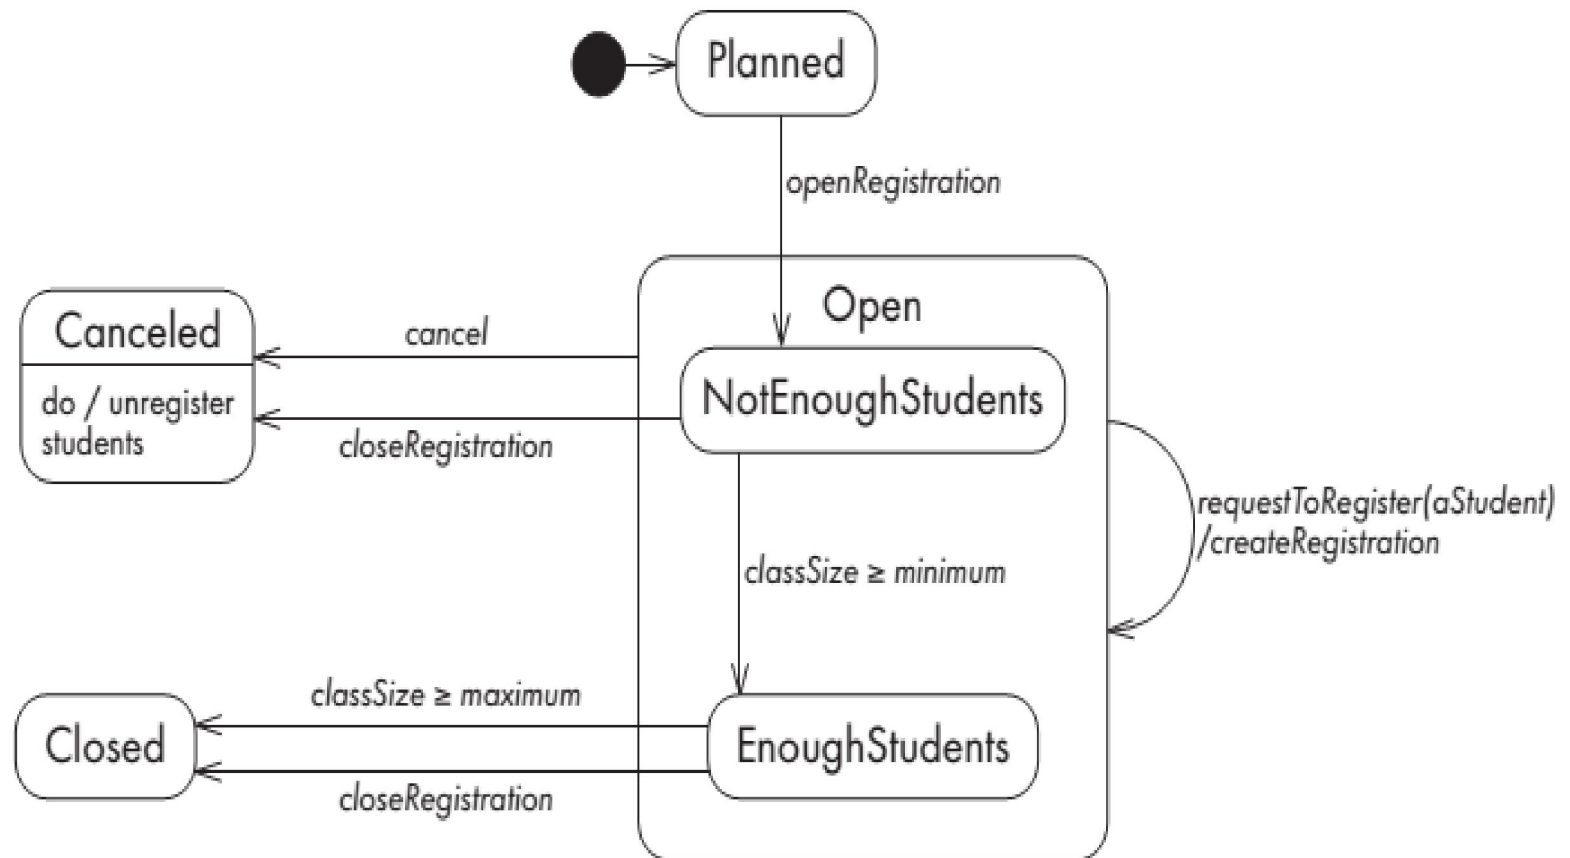 Planned
openRegistration
Open
Canceled
cancel
do / unregister
students
NotEnoughStudents
closeRegistration
requestToRegister(aStudent)
/createRegistration
classSize ≥ minimum
classSize ≥ maximum
Closed
EnoughStudents
closeRegistration